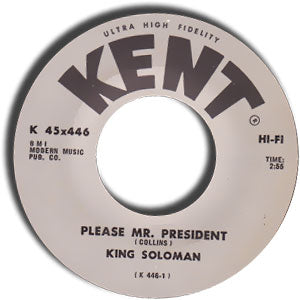 ULTRA HIGH FIDELITY
KENT
K 45x446
HI-FI
BMI
MODERN MUSIC
PUB. CO.
TIME:
2:55
PLEASE MR. PRESIDENT
(COLLINS)
KING SOLOMAN
(K 446-1)